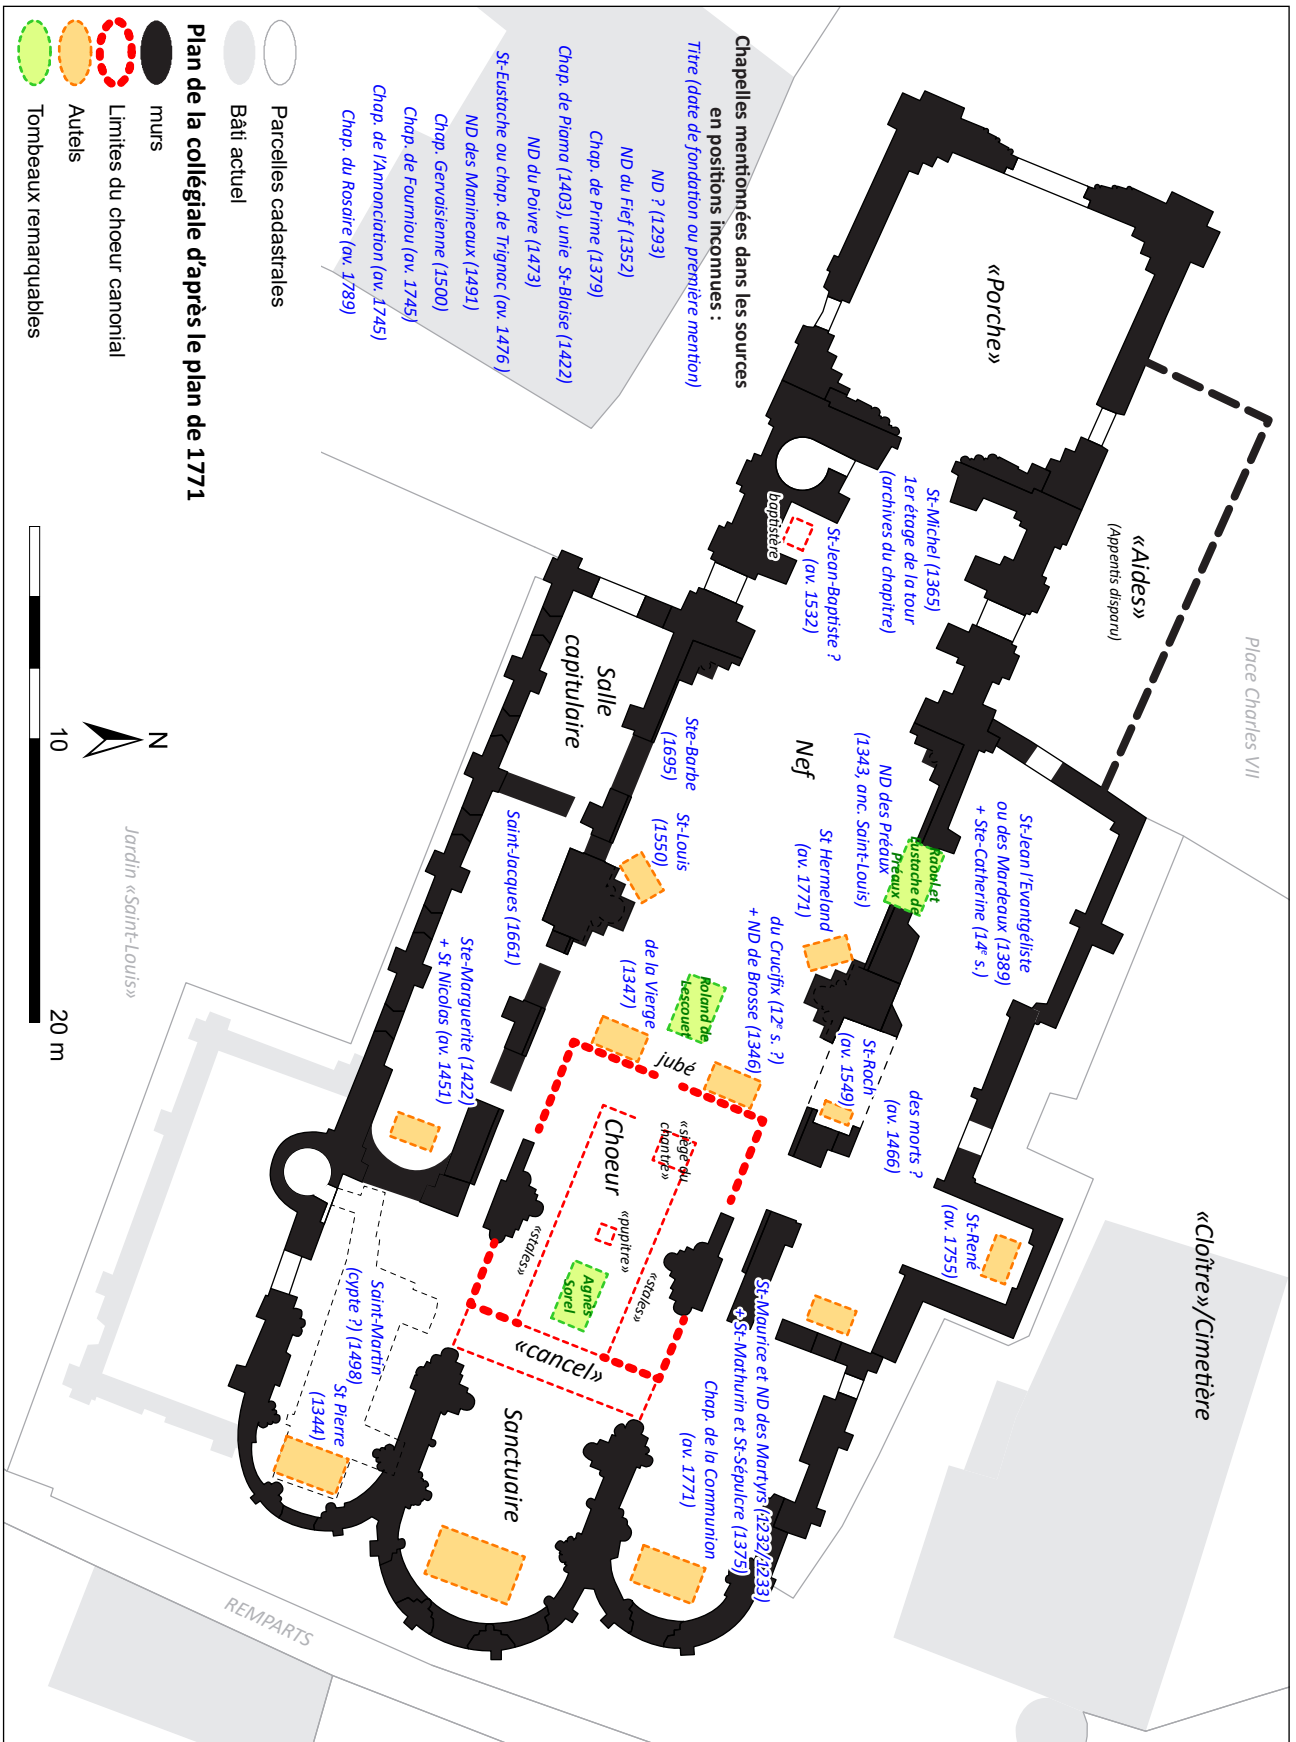 Place Charles VII
«Cloître»/Cimetière
«Aides»
(Appentis disparu)
«Porche»
St-Jean l'Evantgéliste
ou des Mardeaux (1389)
+ Ste-Catherine (14e s.)
St-René
(av. 1755)
St-Michel (1365)
1er étage de la tour
(archives du chapitre)
Raoul et
Eustache de
Préaux
des morts ?
(av. 1466)
ND des Préaux
(1343, anc. Saint-Louis)
St-Roch
(av. 1549)
St-Jean-Baptiste ?
(av. 1532)
baptistère
Nef
St Hermeland
(av. 1771)
du Crucifix (12e s. ?)
+ ND de Brosse (1346)
St-Maurice et ND des Martyrs (1232/1233)
+ St-Mathurin et St-Sépulcre (1375)
Chap. de la Communion
(av. 1771)
Chapelles mentionnées dans les sources
en positions inconnues :
Titre (date de fondation ou première mention)
ND ? (1293)
ND du Fief (1352)
Chap. de Prime (1379)
Chap. de Piama (1403), unie St-Blaise (1422)
ND du Poivre (1473)
St-Eustache ou chap. de Trignac (av. 1476)
ND des Manineaux (1491)
Chap. Gervaisienne (1500)
Chap. de Fourniou (av. 1745)
Chap. de l'Annonciation (av. 1745)
Chap. du Rosaire (av. 1789)
Ste-Barbe
(1695)
St-Louis
(1550)
Roland de
Lescouet
de la Vierge
(1347)
jubé
«siège du
chantre»
Choeur
«pupitre»
«stales»
«stales»
Agnès
Sorel
«cancel»
Sanctuaire
Salle
capitulaire
Saint-Jacques (1661)
Ste-Marguerite (1422)
+ St Nicolas (av. 1451)
Saint-Martin
(cypte ?) (1498)
St Pierre
(1344)
REMPARTS
Jardin «Saint-Louis»
Parcelles cadastrales
Bâti actuel
Plan de la collégiale d'après le plan de 1771
murs
Limites du choeur canonial
Autels
Tombeaux remarquables
N
10
20 m